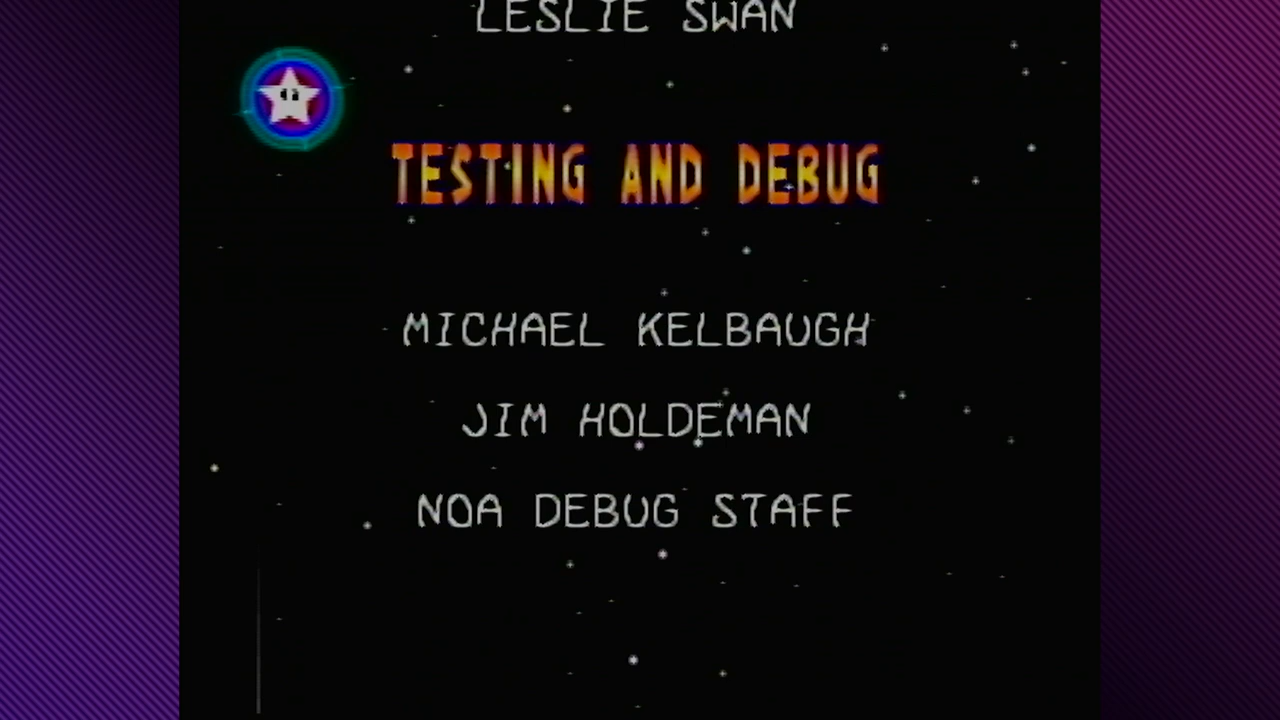 LESLIE SWAN
TESTING AND DEBUG
MICHAEL KELBAUGH
JIM HOLDEMAN
NOA DEBUG STAFF